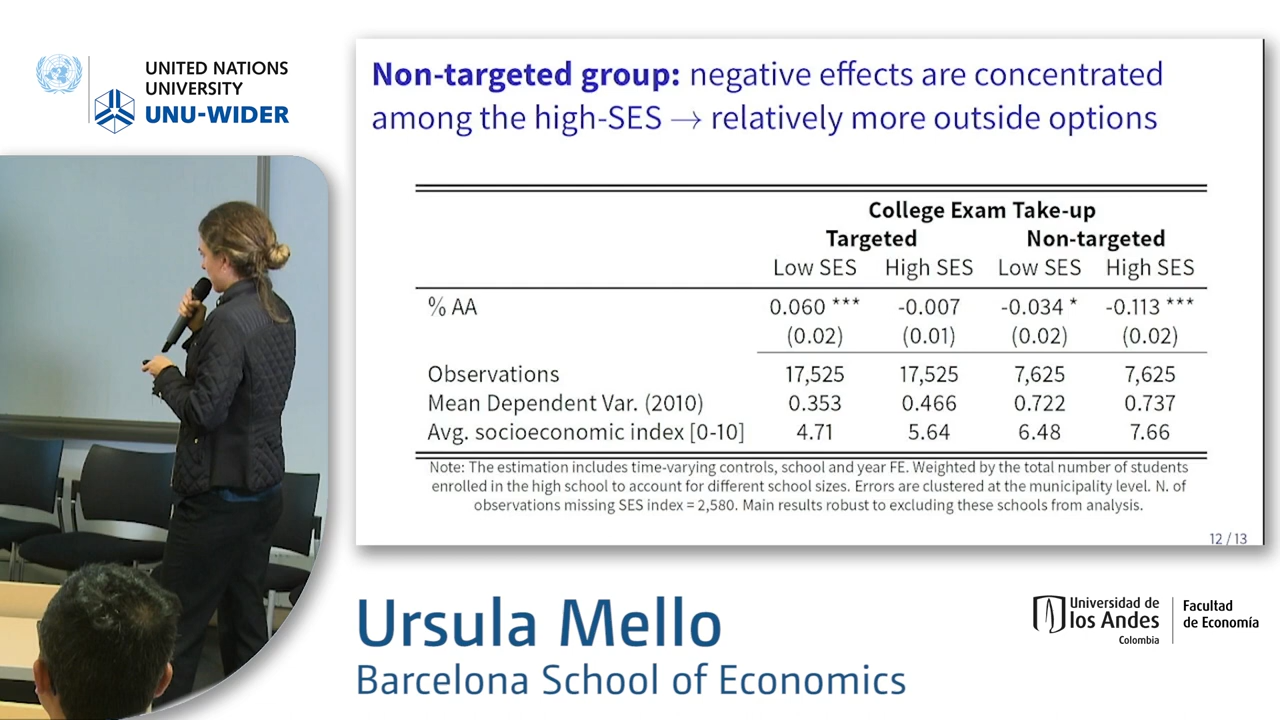 UNITED NATIONS
UNIVERSITY
UNU-WIDER
Non-targeted group: negative effects are concentrated
among the high-SES → relatively more outside options
College Exam Take-up
Targeted Non-targeted
Low SES High SES Low SES High SES
% AA 0.060 *** -0.007 -0.034 * -0.113 ***
(0.02) (0.01) (0.02) (0.02)
Observations 17,525 17,525 7,625 7,625
Mean Dependent Var. (2010) 0.353 0.466 0.722 0.737
Avg. socioeconomic index [0-10] 4.71 5.64 6.48 7.66
Note: The estimation includes time-varying controls, school and year FE. Weighted by the total number of students
enrolled in the high school to account for different school sizes. Errors are clustered at the municipality level. N. of
observations missing SES index = 2,580. Main results robust to excluding these schools from analysis.
12 / 13
Ursula Mello
Barcelona School of Economics
Universidad de
los Andes
Colombia
Facultad
de Economía